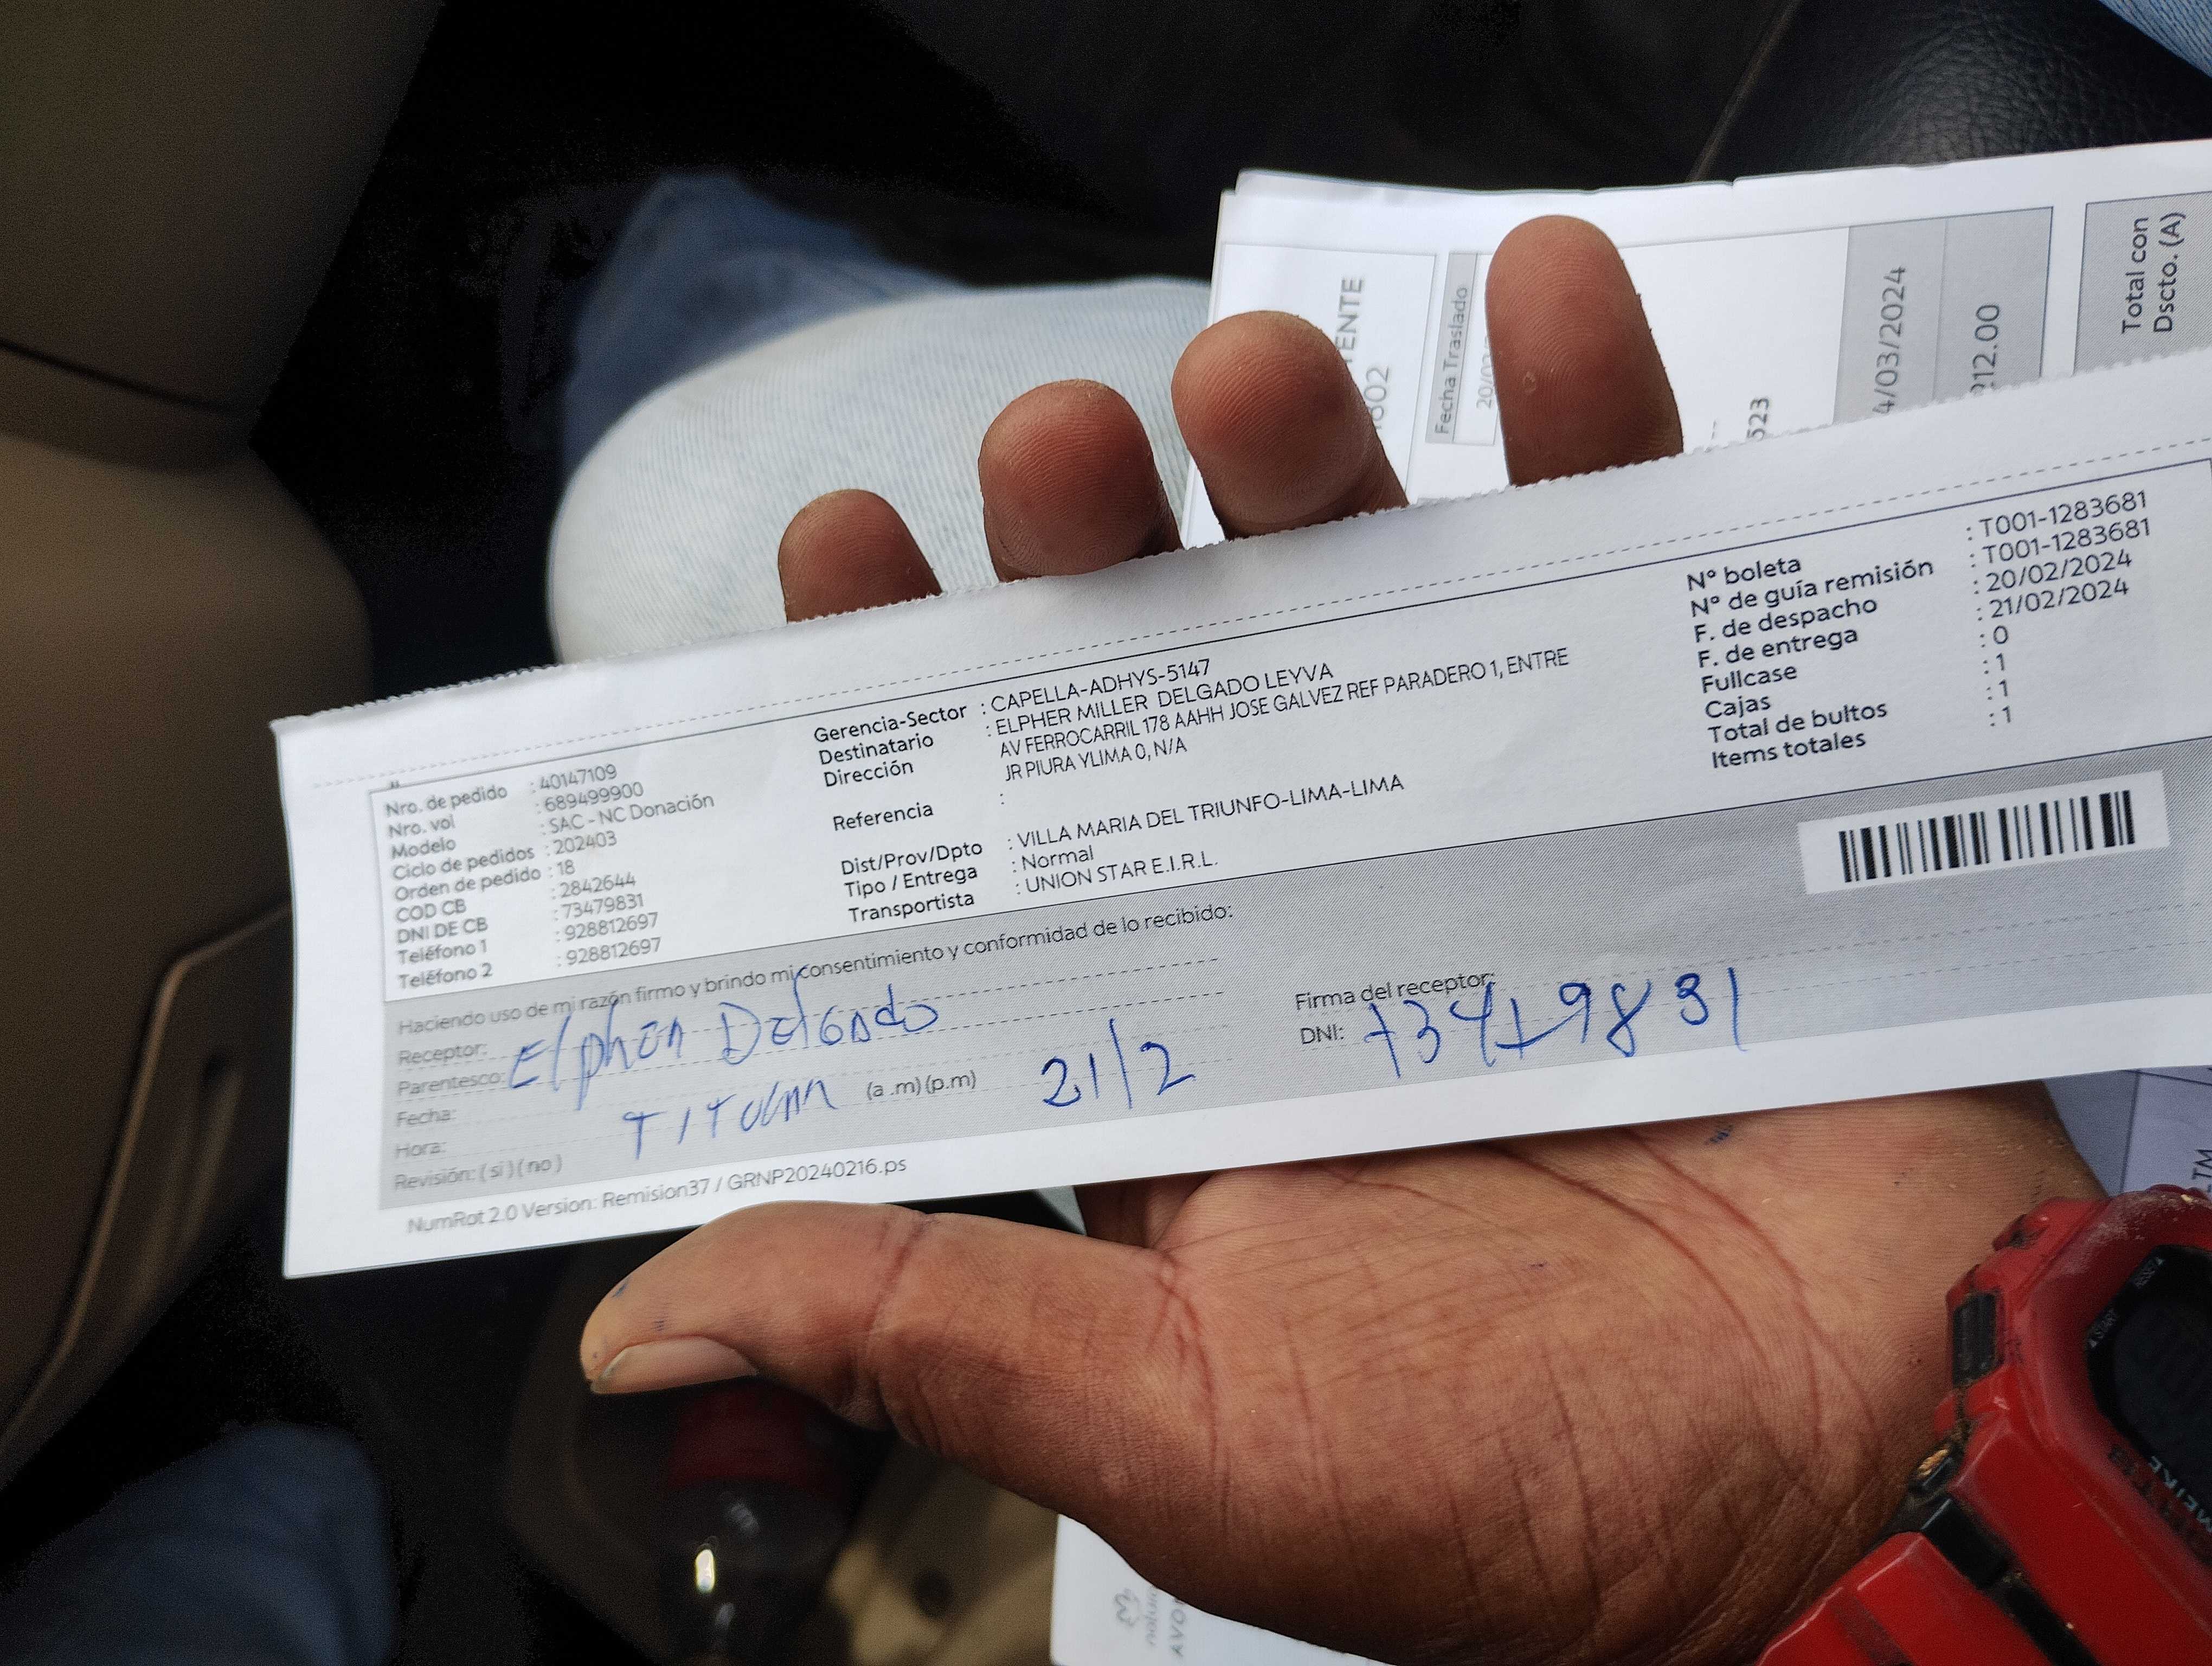 Nro. de pedido : 40147109
Nro. vol : 689499900
Modelo : SAC - NC Donación
Ciclo de pedidos : 202403
Orden de pedido : 18
COD CB : 2842644
DNI DE CB : 73479831
Teléfono 1 : 928812697
Teléfono 2 : 928812697
Gerencia-Sector : CAPELLA-ADHYS-5147
Destinatario : ELPHER MILLER DELGADO LEYVA
Dirección AV FERROCARRIL 178 AAHH JOSE GALVEZ REF PARADERO 1, ENTRE
JR PIURA YLIMA 0, N/A
Referencia :
Dist/Prov/Dpto : VILLA MARIA DEL TRIUNFO-LIMA-LIMA
Tipo / Entrega : Normal
Transportista : UNION STAR E.I.R.L.
N° boleta : T001-1283681
N° de guía remisión : T001-1283681
F. de despacho : 20/02/2024
F. de entrega : 21/02/2024
Fullcase : 0
Cajas : 1
Total de bultos : 1
Items totales : 1
Haciendo uso de mi razón firmo y brindo mi consentimiento y conformidad de lo recibido:
Receptor:
Parentesco: Elpher Delgado
Fecha:
Hora: (a .m) (p.m) 21/2
Revisión: ( si ) ( no )
Firma del receptor:
DNI: 73479831
NumRot 2.0 Version: Remision37 / GRNP20240216.ps
Fecha Traslado
4/03/2024
212.00
Total con
Dscto. (A)
523